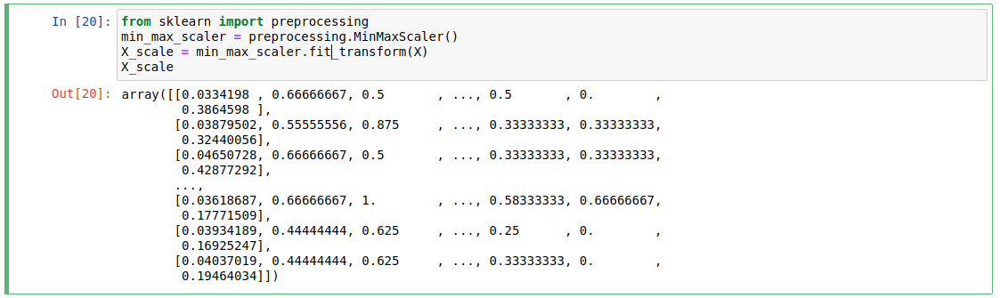 In [20]: from sklearn import preprocessing
min_max_scaler = preprocessing.MinMaxScaler()
X_scale = min_max_scaler.fit_transform(X)
X_scale
Out[20]: array([[0.0334198 , 0.66666667, 0.5       , ..., 0.5       , 0.        ,
        0.3864598 ],
       [0.03879502, 0.55555556, 0.875     , ..., 0.33333333, 0.33333333,
        0.32440056],
       [0.04650728, 0.66666667, 0.5       , ..., 0.33333333, 0.33333333,
        0.42877292],
       ...,
       [0.03618687, 0.66666667, 1.        , ..., 0.58333333, 0.66666667,
        0.17771509],
       [0.03934189, 0.44444444, 0.625     , ..., 0.25      , 0.        ,
        0.16925247],
       [0.04037019, 0.44444444, 0.625     , ..., 0.33333333, 0.        ,
        0.19464034]])